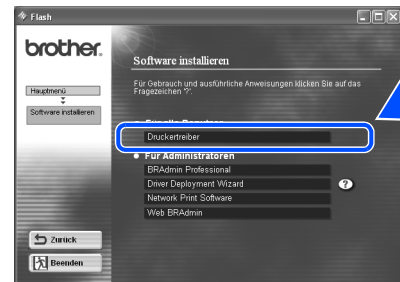 Flash
brother.
Software installieren
Für Gebrauch und ausführliche Anweisungen klicken Sie auf das
Fragezeichen '?'.
Hauptmenü
Software installieren
Druckertreiber
Für Administratoren
BRAdmin Professional
Driver Deployment Wizard
?
Network Print Software
Web BRAdmin
Zurück
Beenden